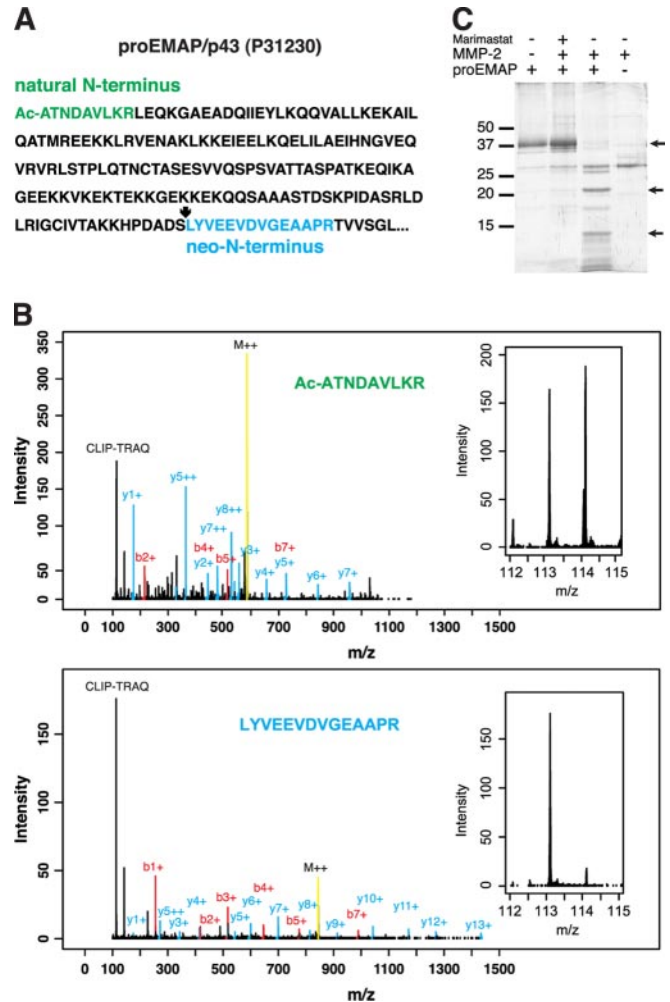 A
proEMAP/p43 (P31230)
natural N-terminus
Ac-ATNDAVLKRLEQKGAEADQIIEYLKQQVALLKEKAIL
QATMREEKKLRVENAKLKKEIEELKQELILAEIHNGVEQ
VRVRLSTPLQTNCTASESVVQSPSVATTASPATKEQIKA
GEEKKVKEKTEKKGEKKEKQQSAAASTDSKPIDASRLD
LRIGCIVTAKKHPDADSLYVEEVDVGEAAPRTVVSGL...
neo-N-terminus
C
Marimastat - + - -
MMP-2 - + + +
proEMAP + + + -
50
37
25
20
15
B
350
300
250
200
150
100
50
0
Intensity
M++
Ac-ATNDAVLKR
CLIP-TRAQ
y1+
b2+
y5++
y8++
y7++
b4+
b5+
y3+
b7+
y2+
y4+
y5+
y6+
y7+
0 100 300 500 700 900 1100 1300 1500
m/z
200
150
100
50
0
Intensity
112 113 114 115
m/z
CLIP-TRAQ
LYVEEVDVGEAAPR
150
100
50
0
Intensity
M++
b1+
y1+
y5++
y3+
y4+
b2+
b3+
y6+
y5+
b4+
y7+
b5+
y8+
y9+
b7+
y10+
y11+
y12+
y13+
0 100 300 500 700 900 1100 1300 1500
m/z
150
100
50
0
Intensity
112 113 114 115
m/z